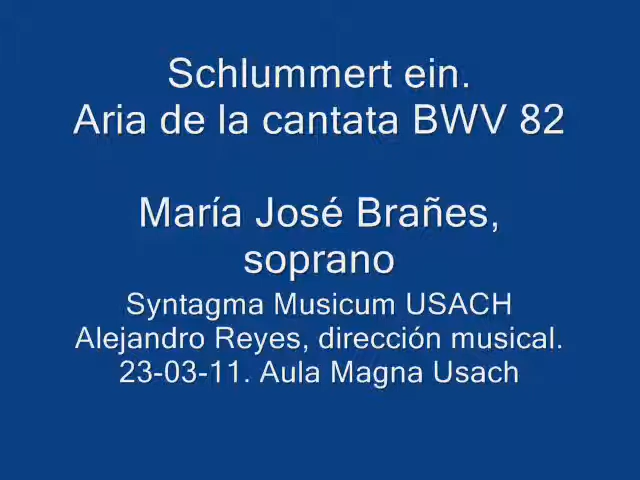 Schlummert ein.
Aria de la cantata BWV 82
María José Brañes,
soprano
Syntagma Musicum USACH
Alejandro Reyes, dirección musical.
23-03-11. Aula Magna Usach